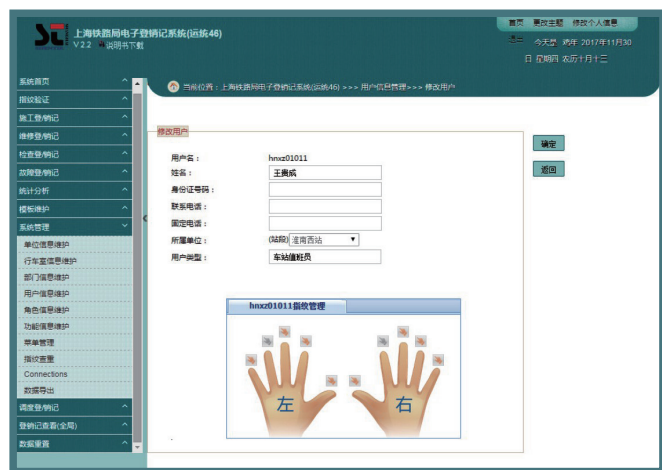 首页 更改主题 修改个人信息
上海铁路局电子登销记系统(运统46)
V 2.2 说明书下载
今天是 鸡年 2017年11月30
日 星期四 农历十月十三
当前位置：上海铁路局电子登销记系统(运统46) >>> 用户信息管理>>> 修改用户
系统首页
指纹验证
施工登/销记
维修登/销记
检查登/销记
故障登/销记
统计分析
模板维护
系统管理
单位信息维护
行车室信息维护
部门信息维护
用户信息维护
角色信息维护
功能信息维护
菜单管理
指纹查重
Connections
数据导出
调度登/销记
登销记查看(全局)
数据重置
修改用户
用户名： hnxz01011
姓名： 王贵成
身份证号码：
联系电话：
固定电话：
所属单位： (站段) 淮南西站
用户类型： 车站值班员
确定
返回
hnxz01011指纹管理
左 右